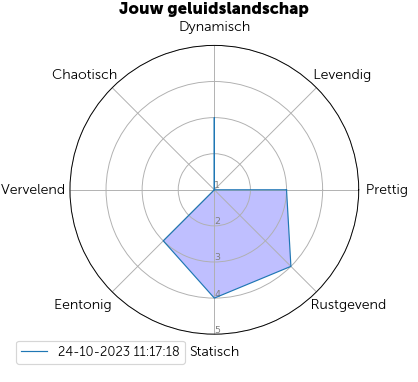 Jouw geluidslandschap
Dynamisch
Chaotisch
Levendig
Vervelend
1
Prettig
2
3
4
Eentonig
Rustgevend
5
24-10-2023 11:17:18
Statisch